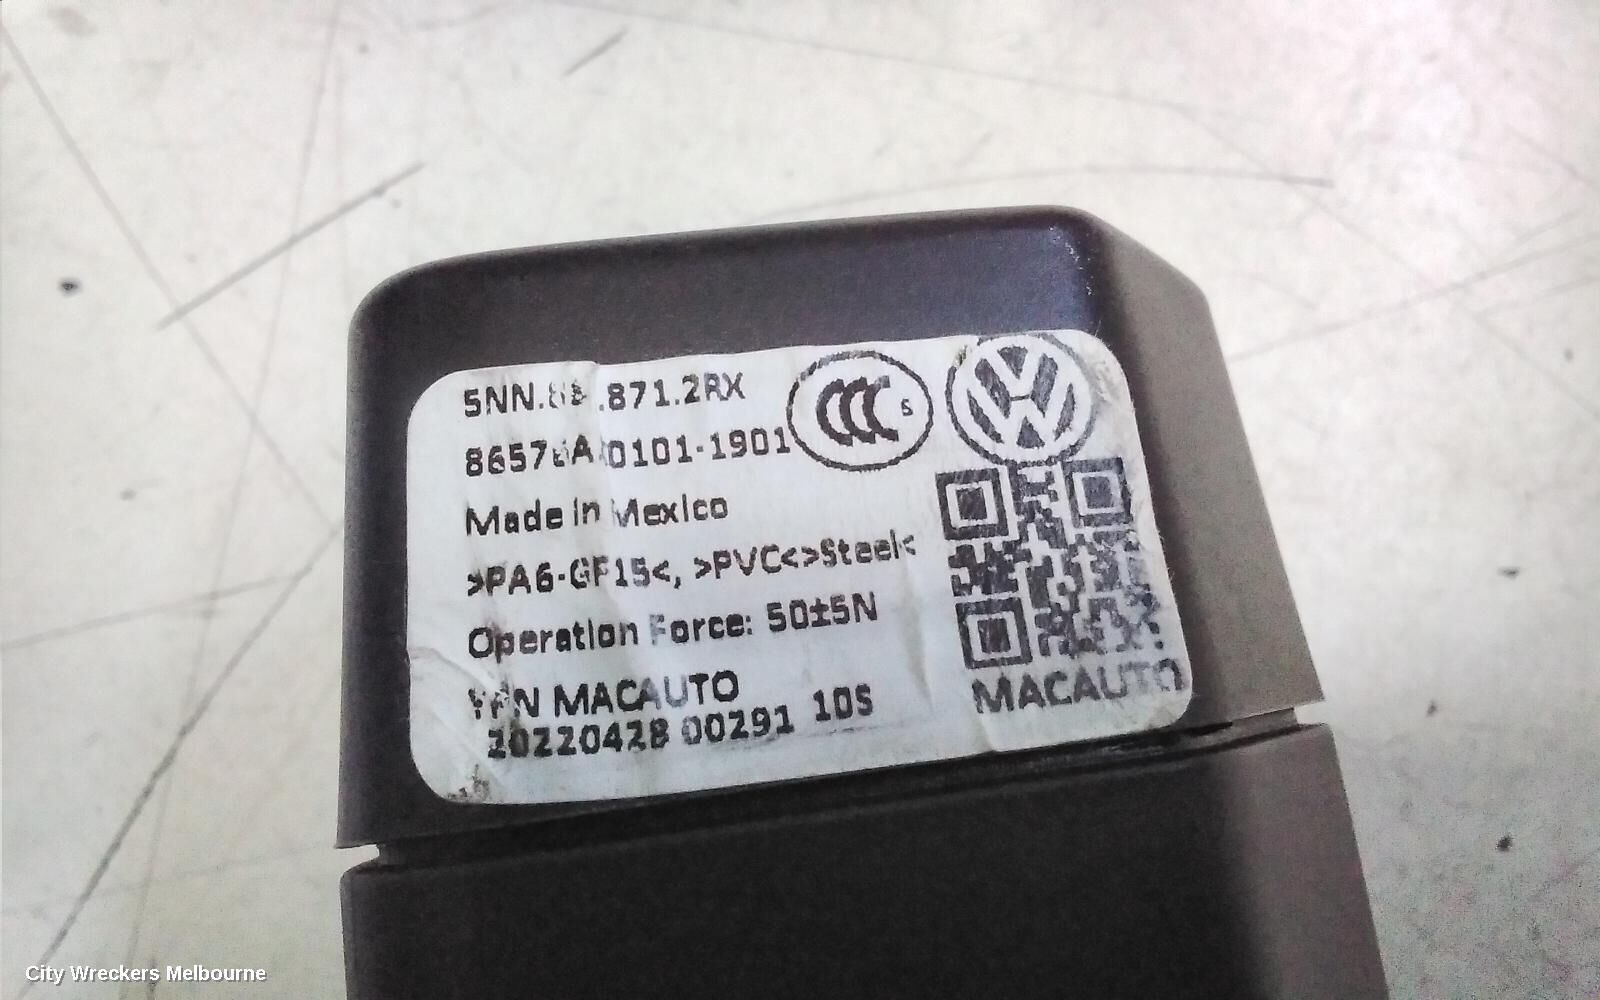 .871.2RX
CCC S
0101-1901
Made in Mexico
>PA6-GF15<, >PVC<>Steel<
Operation Force: 50±5N
MACAUTO
20220428 00291 10S
MACAUTO
City Wreckers Melbourne